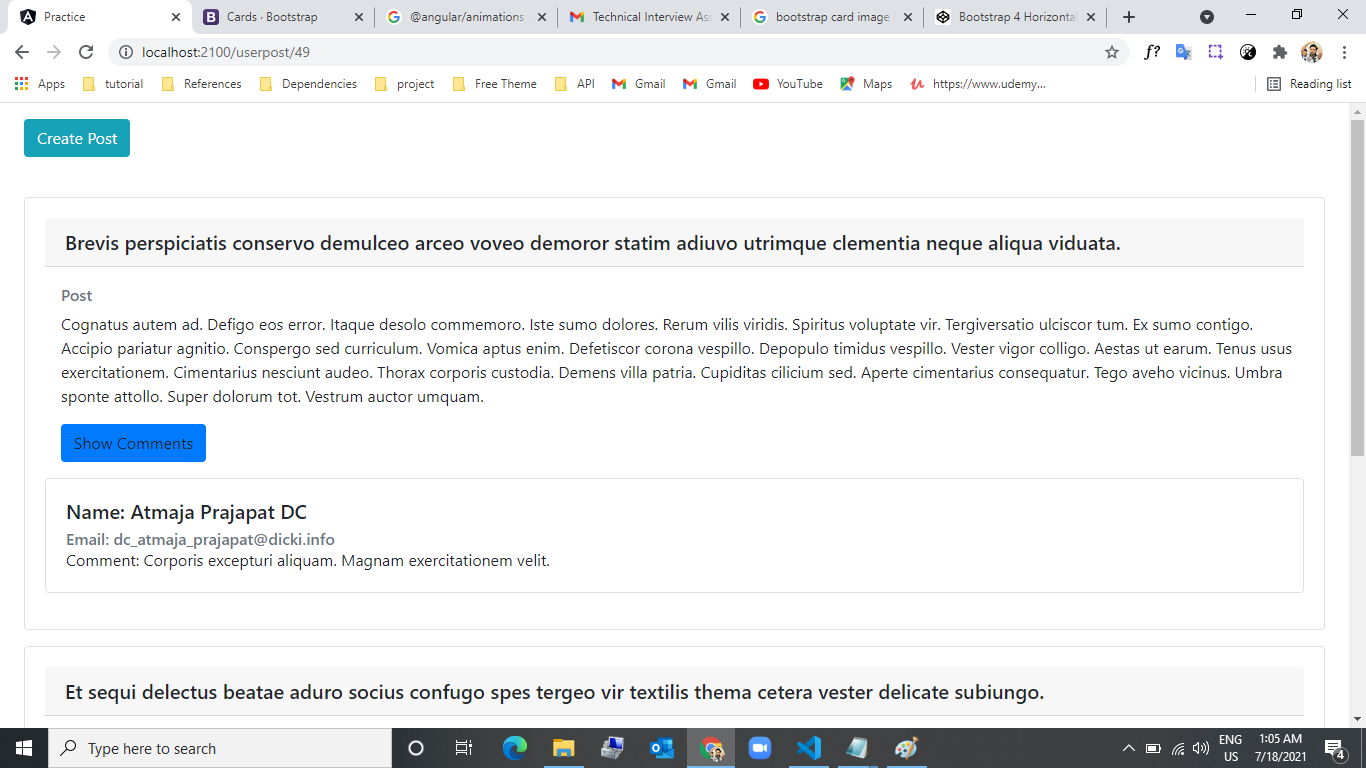 Practice
Cards · Bootstrap
@angular/animations
Technical Interview Ass
bootstrap card image
Bootstrap 4 Horizonta
localhost:2100/userpost/49
f?
Apps
tutorial
References
Dependencies
project
Free Theme
API
Gmail
Gmail
YouTube
Maps
https://www.udemy...
Reading list
Create Post
Brevis perspiciatis conservo demulceo arceo voveo demoror statim adiuvo utrimque clementia neque aliqua viduata.
Post
Cognatus autem ad. Defigo eos error. Itaque desolo commemoro. Iste sumo dolores. Rerum vilis viridis. Spiritus voluptate vir. Tergiversatio ulciscor tum. Ex sumo contigo.
Accipio pariatur agnitio. Conspergo sed curriculum. Vomica aptus enim. Defetiscor corona vespillo. Depopulo timidus vespillo. Vester vigor colligo. Aestas ut earum. Tenus usus
exercitationem. Cimentarius nesciunt audeo. Thorax corporis custodia. Demens villa patria. Cupiditas cilicium sed. Aperte cimentarius consequatur. Tego aveho vicinus. Umbra
sponte attollo. Super dolorum tot. Vestrum auctor umquam.
Show Comments
Name: Atmaja Prajapat DC
Email: dc_atmaja_prajapat@dicki.info
Comment: Corporis excepturi aliquam. Magnam exercitationem velit.
Et sequi delectus beatae aduro socius confugo spes tergeo vir textilis thema cetera vester delicate subiungo.
Type here to search
ENG
US
1:05 AM
7/18/2021
4